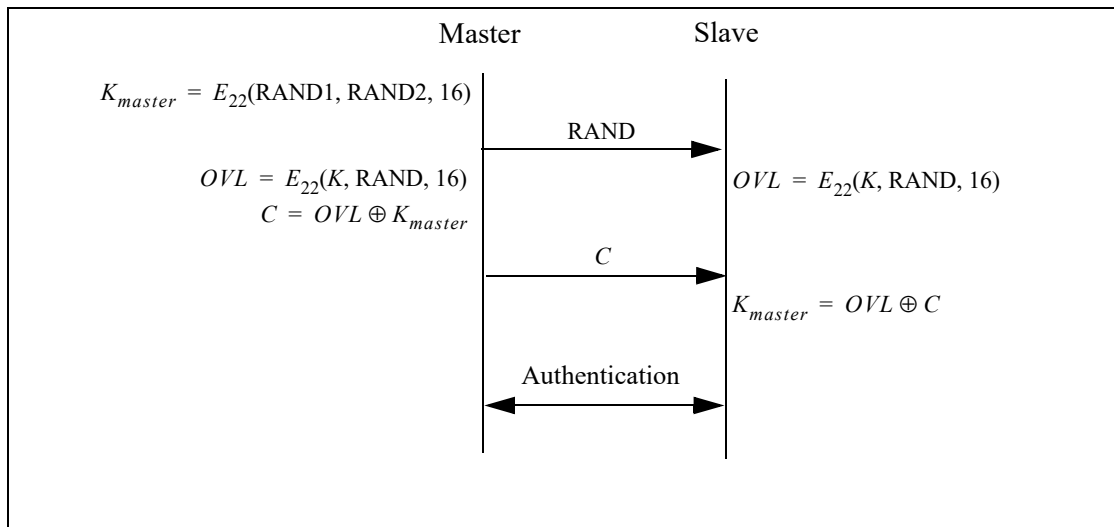 Master Slave
K_master = E_22(RAND1, RAND2, 16)
RAND
OVL = E_22(K, RAND, 16) OVL = E_22(K, RAND, 16)
C = OVL ⊕ K_master
C
K_master = OVL ⊕ C
Authentication